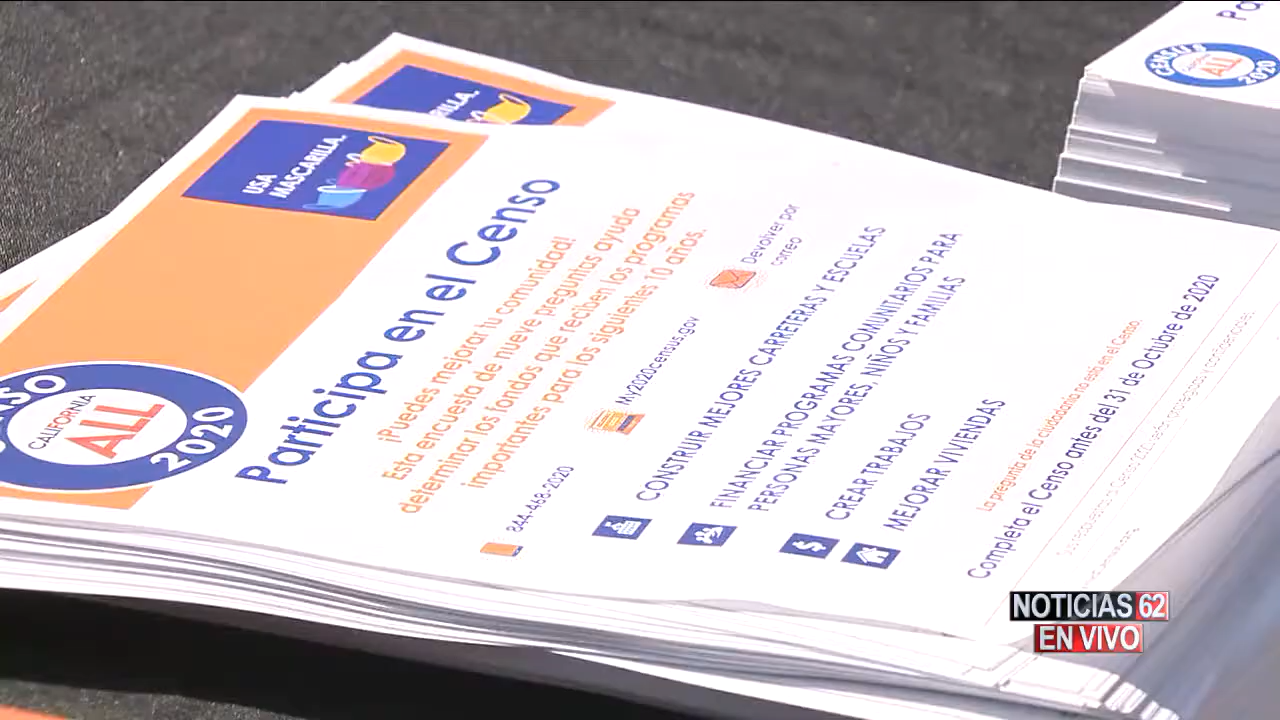 USA
MASCARILLA.
CENSO
CALIFORNIA
ALL
2020
Participa en el Censo
¡Puedes mejorar tu comunidad!
Esta encuesta de nueve preguntas ayuda
determinar los fondos que reciben los programas
importantes para los siguientes 10 años.
844-468-2020
My2020census.gov
Devolver por
correo
CONSTRUIR MEJORES CARRETERAS Y ESCUELAS
FINANCIAR PROGRAMAS COMUNITARIOS PARA
PERSONAS MAYORES, NIÑOS Y FAMILIAS
CREAR TRABAJOS
MEJORAR VIVIENDAS
La pregunta de la ciudadanía no está en el Censo.
Completa el Censo antes del 31 de Octubre de 2020
CENSO
ALL
2020
NOTICIAS 62
EN VIVO